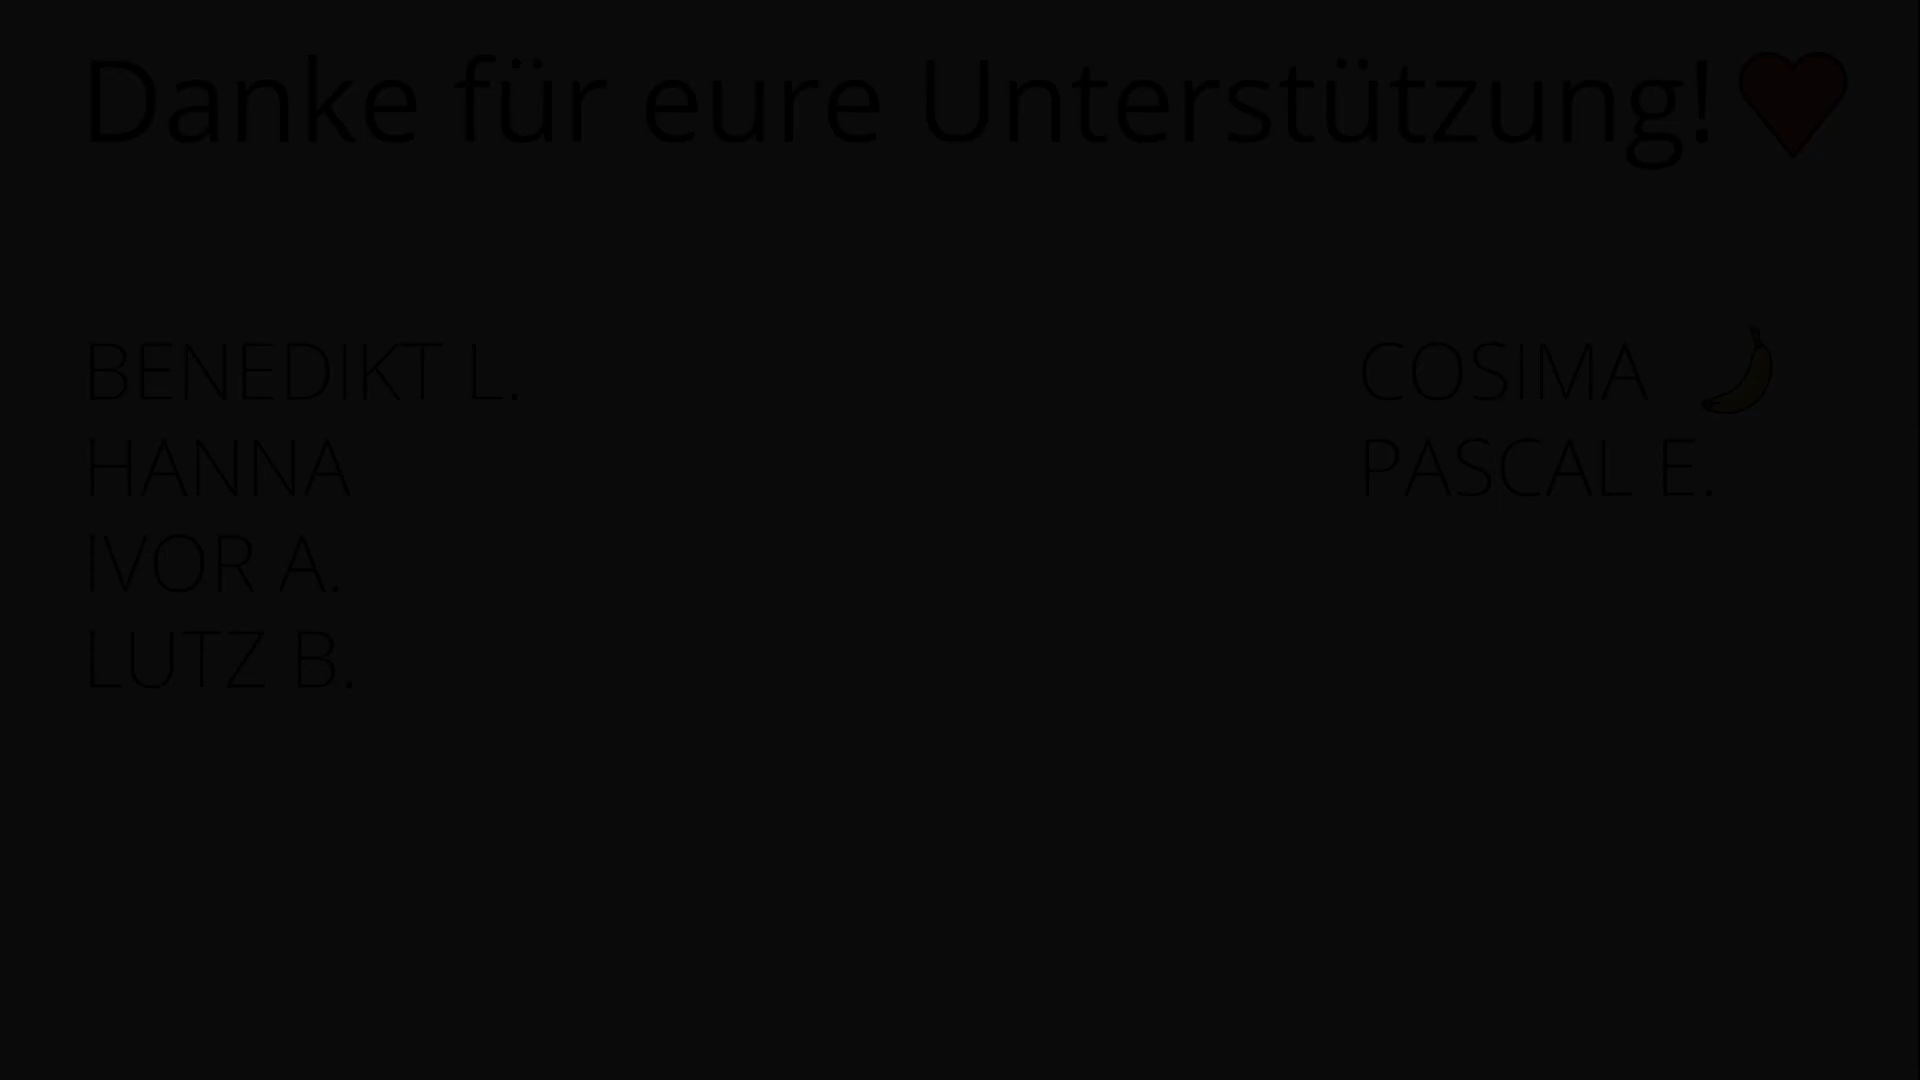 Danke für eure Unterstützung!
BENEDIKT L.
HANNA
IVOR A.
LUTZ B.
COSIMA
PASCAL E.